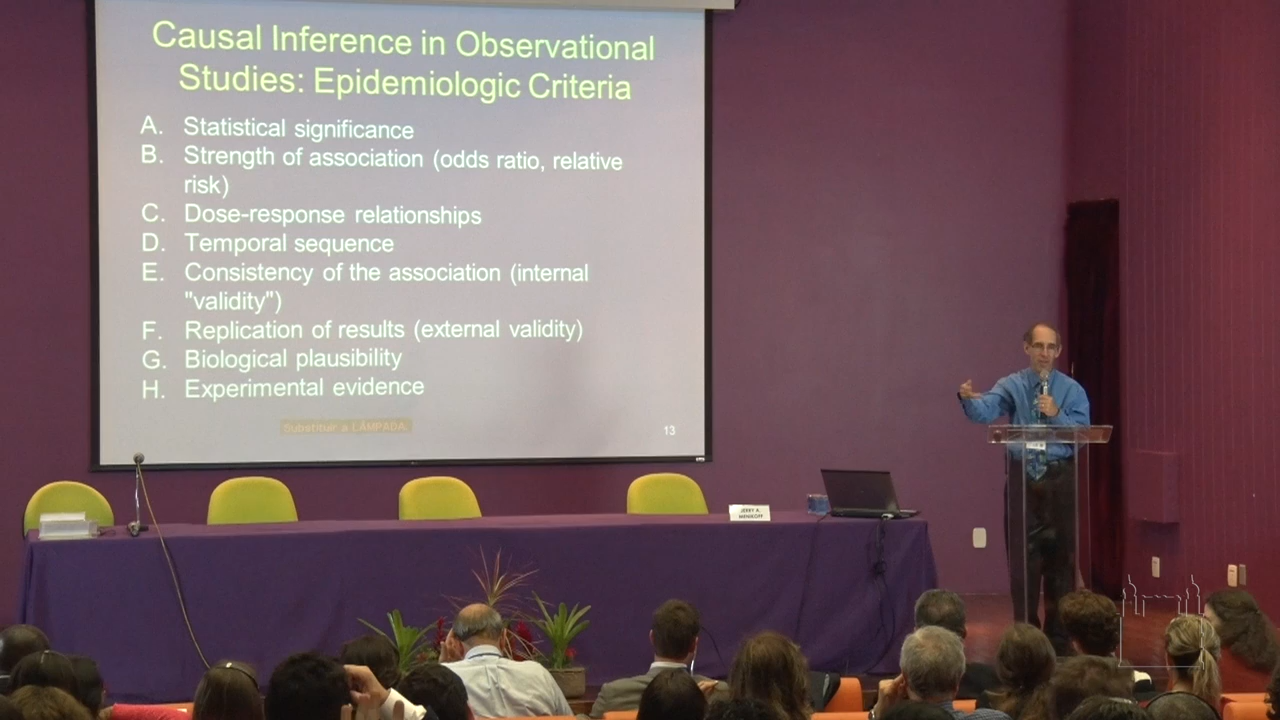 Causal Inference in Observational
Studies: Epidemiologic Criteria
A. Statistical significance
B. Strength of association (odds ratio, relative
risk)
C. Dose-response relationships
D. Temporal sequence
E. Consistency of the association (internal
"validity")
F. Replication of results (external validity)
G. Biological plausibility
H. Experimental evidence
Substituir a LÂMPADA.
13
JERRY A.
MENIKOFF